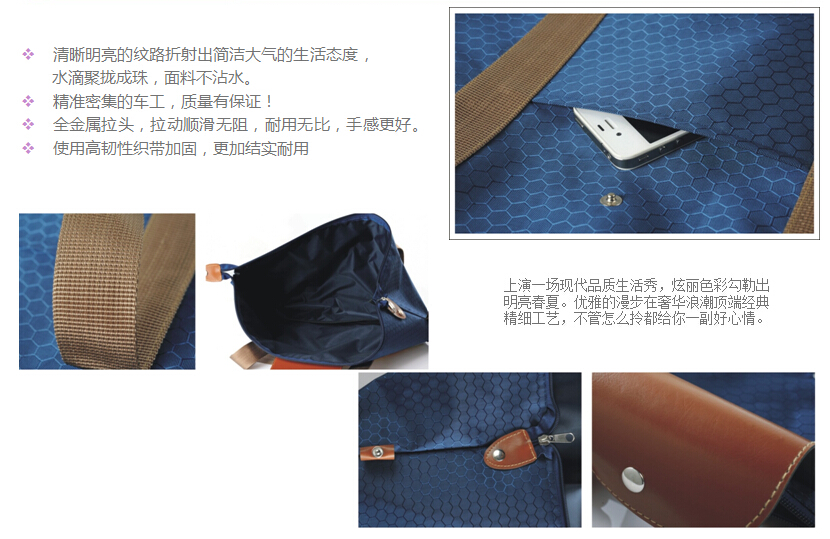 清晰明亮的纹路折射出简洁大气的生活态度，
水滴聚拢成珠，面料不沾水。
精准密集的车工，质量有保证！
全金属拉头，拉动顺滑无阻，耐用无比，手感更好。
使用高韧性织带加固，更加结实耐用
上演一场现代品质生活秀，炫丽色彩勾勒出
明亮春夏。优雅的漫步在奢华浪潮顶端经典
精细工艺，不管怎么拎都给你一副好心情。